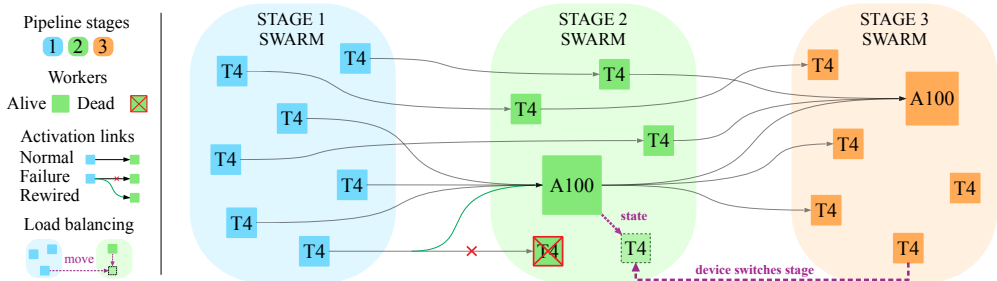 Pipeline stages
1 2 3
Workers
Alive Dead
Activation links
Normal
Failure
Rewired
Load balancing
move
STAGE 1
SWARM
T4
T4
T4
T4
T4
T4
T4
STAGE 2
SWARM
T4
T4
T4
A100
state
T4
T4
STAGE 3
SWARM
T4
A100
T4
T4
T4
T4
device switches stage